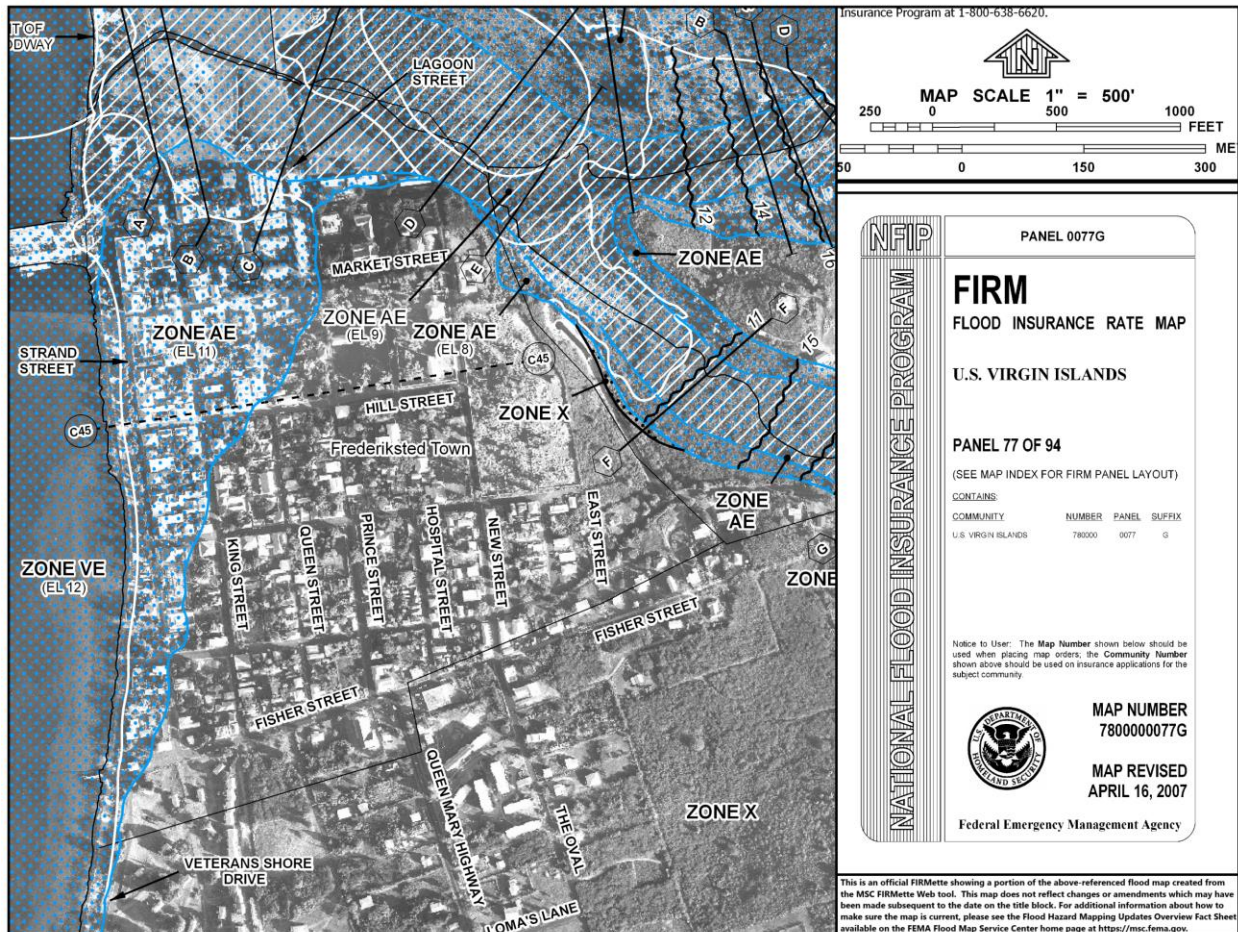 T OF
DWAY
LAGOON
STREET
B
D
12
14
16
A
B
C
D
E
MARKET STREET
ZONE AE
ZONE AE
(EL 11)
ZONE AE
(EL 9)
ZONE AE
(EL 8)
F
11
15
STRAND
STREET
C45
C45
HILL STREET
ZONE X
Frederiksted Town
F
ZONE
AE
G
ZONE
ZONE VE
(EL 12)
KING STREET
QUEEN STREET
PRINCE STREET
HOSPITAL STREET
NEW STREET
EAST STREET
FISHER STREET
FISHER STREET
QUEEN MARY HIGHWAY
THE OVAL
ZONE X
VETERANS SHORE
DRIVE
LOMA'S LANE
Insurance Program at 1-800-638-6620.
N
MAP SCALE 1" = 500'
250 0 500 1000
FEET
ME
50 0 150 300
NFIP
PANEL 0077G
NATIONAL FLOOD INSURANCE PROGRAM
FIRM
FLOOD INSURANCE RATE MAP
U.S. VIRGIN ISLANDS
PANEL 77 OF 94
(SEE MAP INDEX FOR FIRM PANEL LAYOUT)
CONTAINS:
COMMUNITY NUMBER PANEL SUFFIX
U.S. VIRGIN ISLANDS 780000 0077 G
Notice to User: The Map Number shown below should be
used when placing map orders; the Community Number
shown above should be used on insurance applications for the
subject community.
U.S. DEPARTMENT OF
HOMELAND SECURITY
MAP NUMBER
7800000077G
MAP REVISED
APRIL 16, 2007
Federal Emergency Management Agency
This is an official FIRMette showing a portion of the above-referenced flood map created from
the MSC FIRMette Web tool. This map does not reflect changes or amendments which may have
been made subsequent to the date on the title block. For additional information about how to
make sure the map is current, please see the Flood Hazard Mapping Updates Overview Fact Sheet
available on the FEMA Flood Map Service Center home page at https://msc.fema.gov.